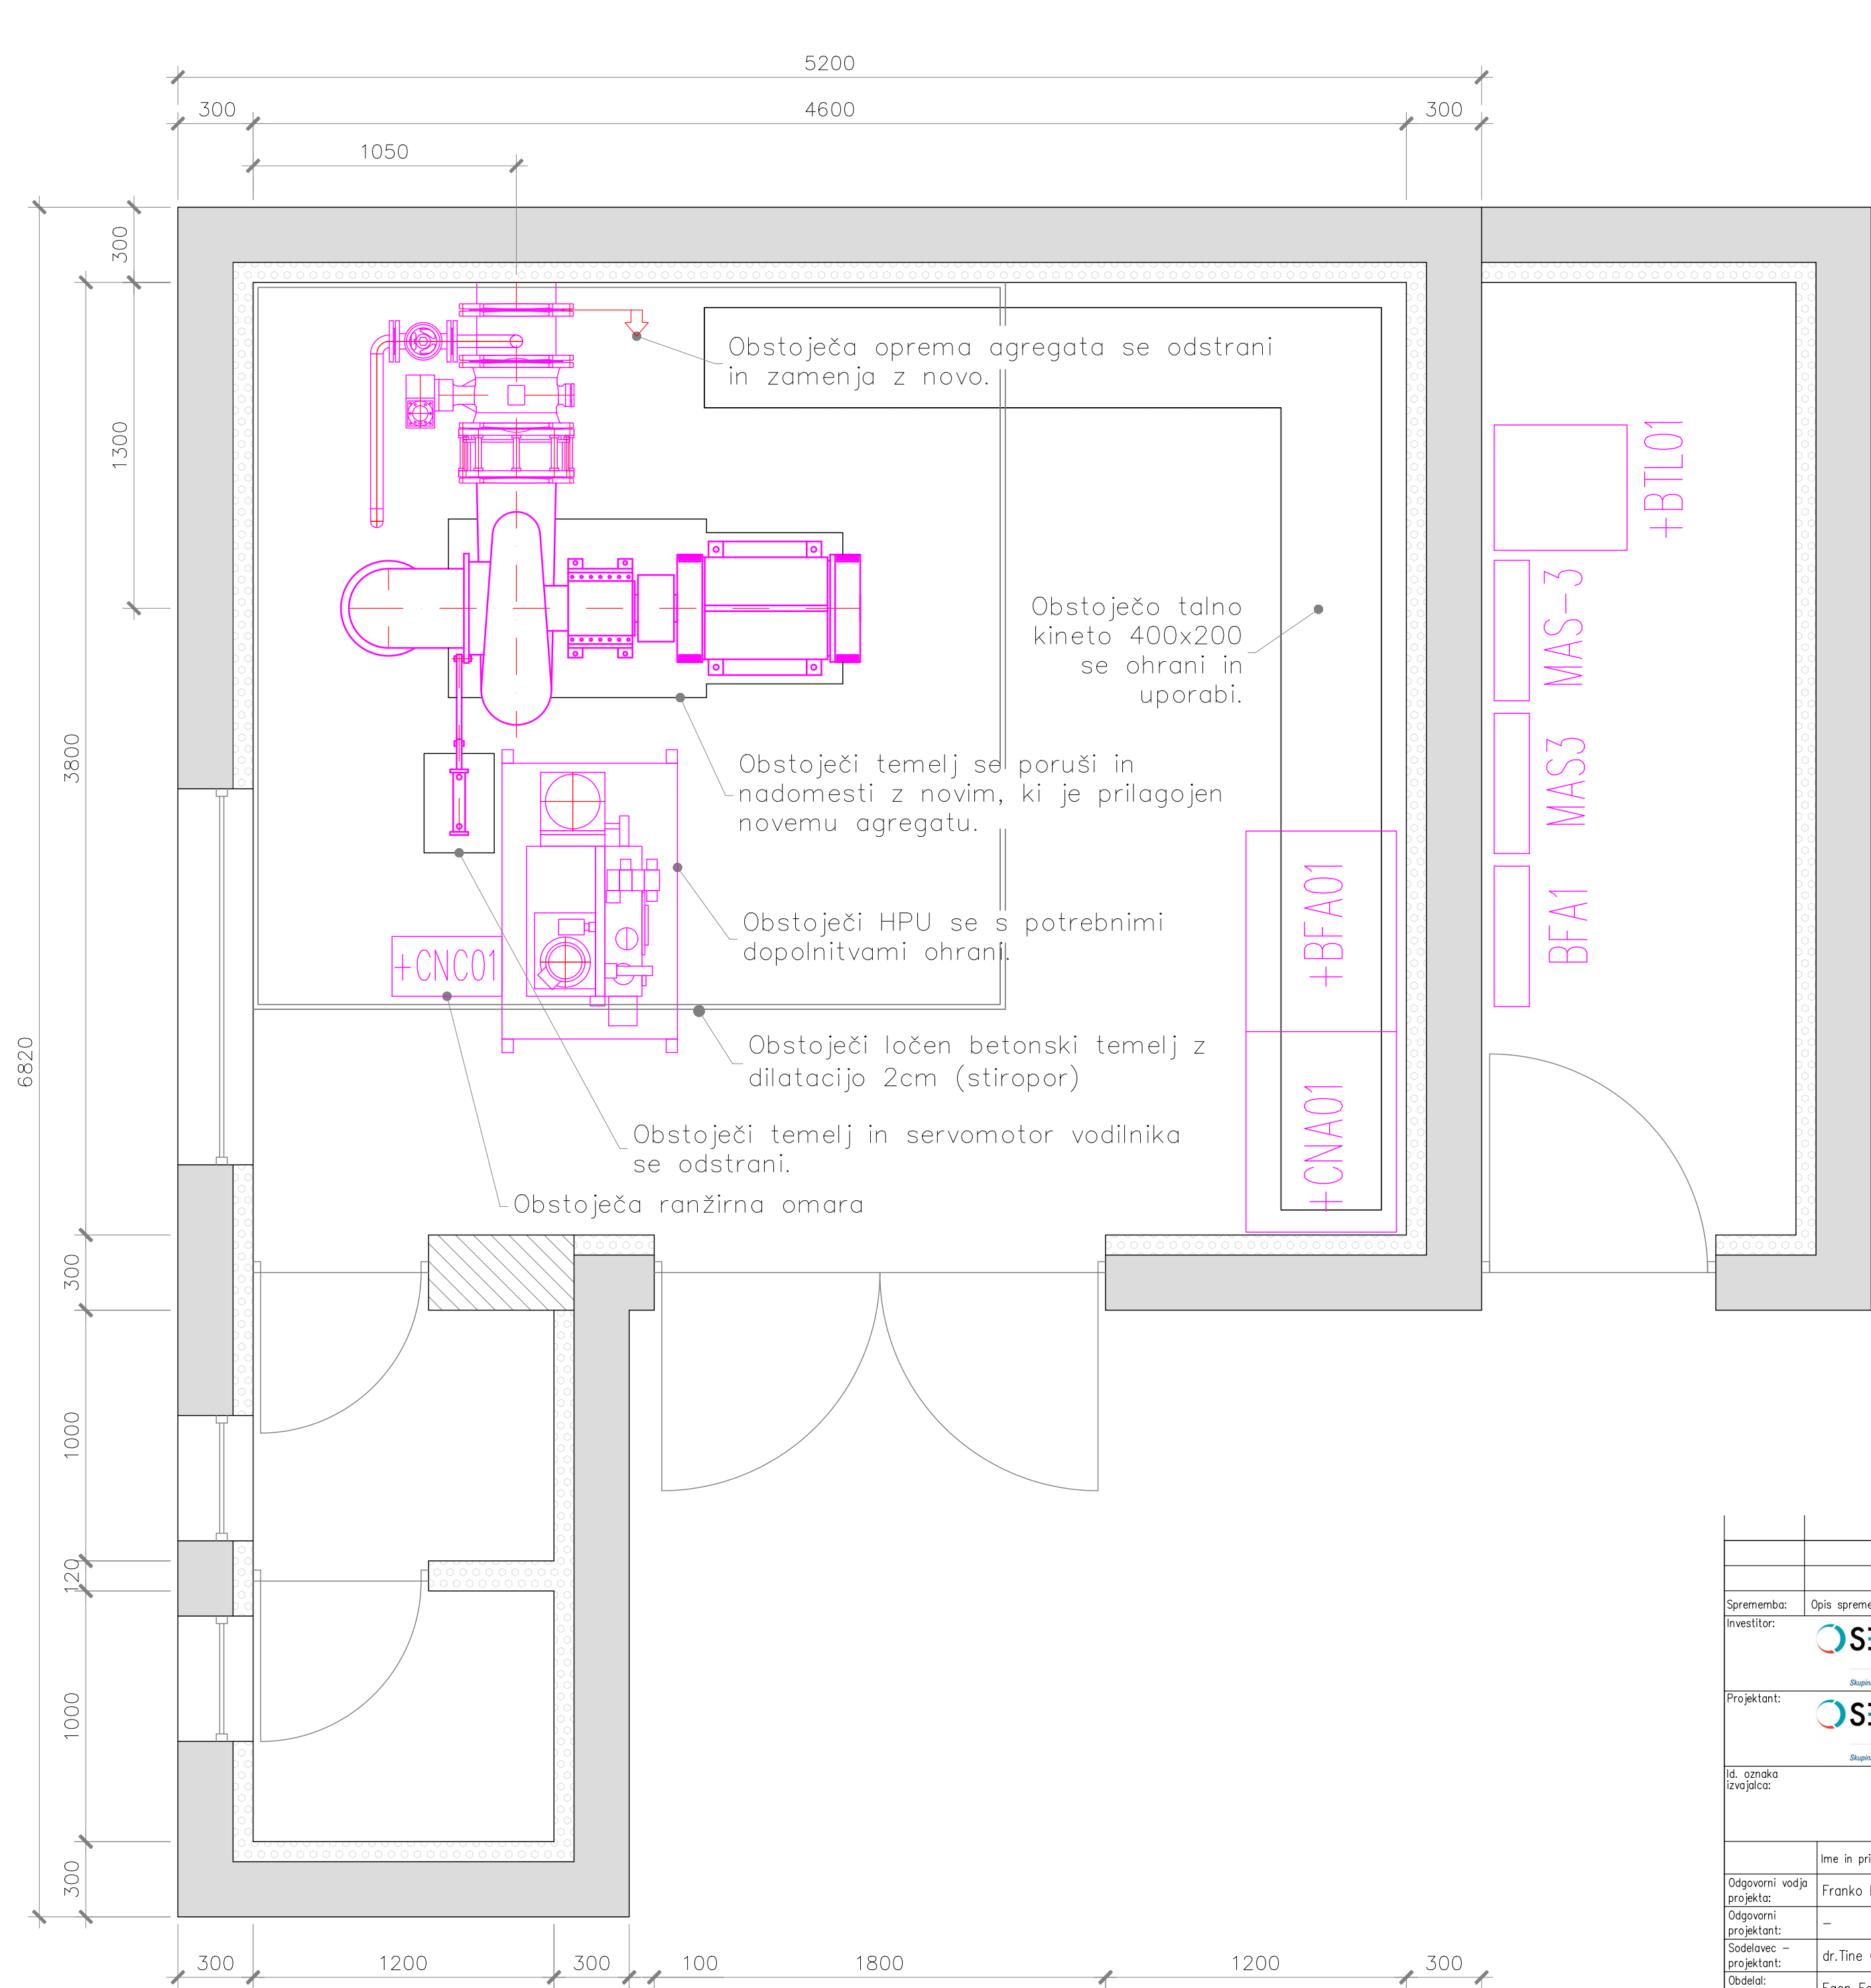 5200
300
4600
300
1050
300
1300
3800
6820
300
1000
120
1000
300
Obstoječa oprema agregata se odstrani
in zamenja z novo.
Obstoječo talno
kineto 400x200
se ohrani in
uporabi.
Obstoječi temelj se poruši in
nadomesti z novim, ki je prilagojen
novemu agregatu.
Obstoječi HPU se s potrebnimi
dopolnitvami ohrani.
Obstoječi ločen betonski temelj z
dilatacijo 2cm (stiropor)
Obstoječi temelj in servomotor vodilnika
se odstrani.
Obstoječa ranžirna omara
+CNC01
+BFA01
+CNA01
+BTL01
MAS-3
MAS3
BFA1
300
1200
300
100
1800
1200
300
Sprememba:
Opis
Investitor:
Projektant:
Id. oznaka
izvajalca:
Ime in
Odgovorni vodja
projekta:
Franko
Odgovorni
projektant:
-
Sodelavec -
projektant:
dr.Tine
Obdelal: